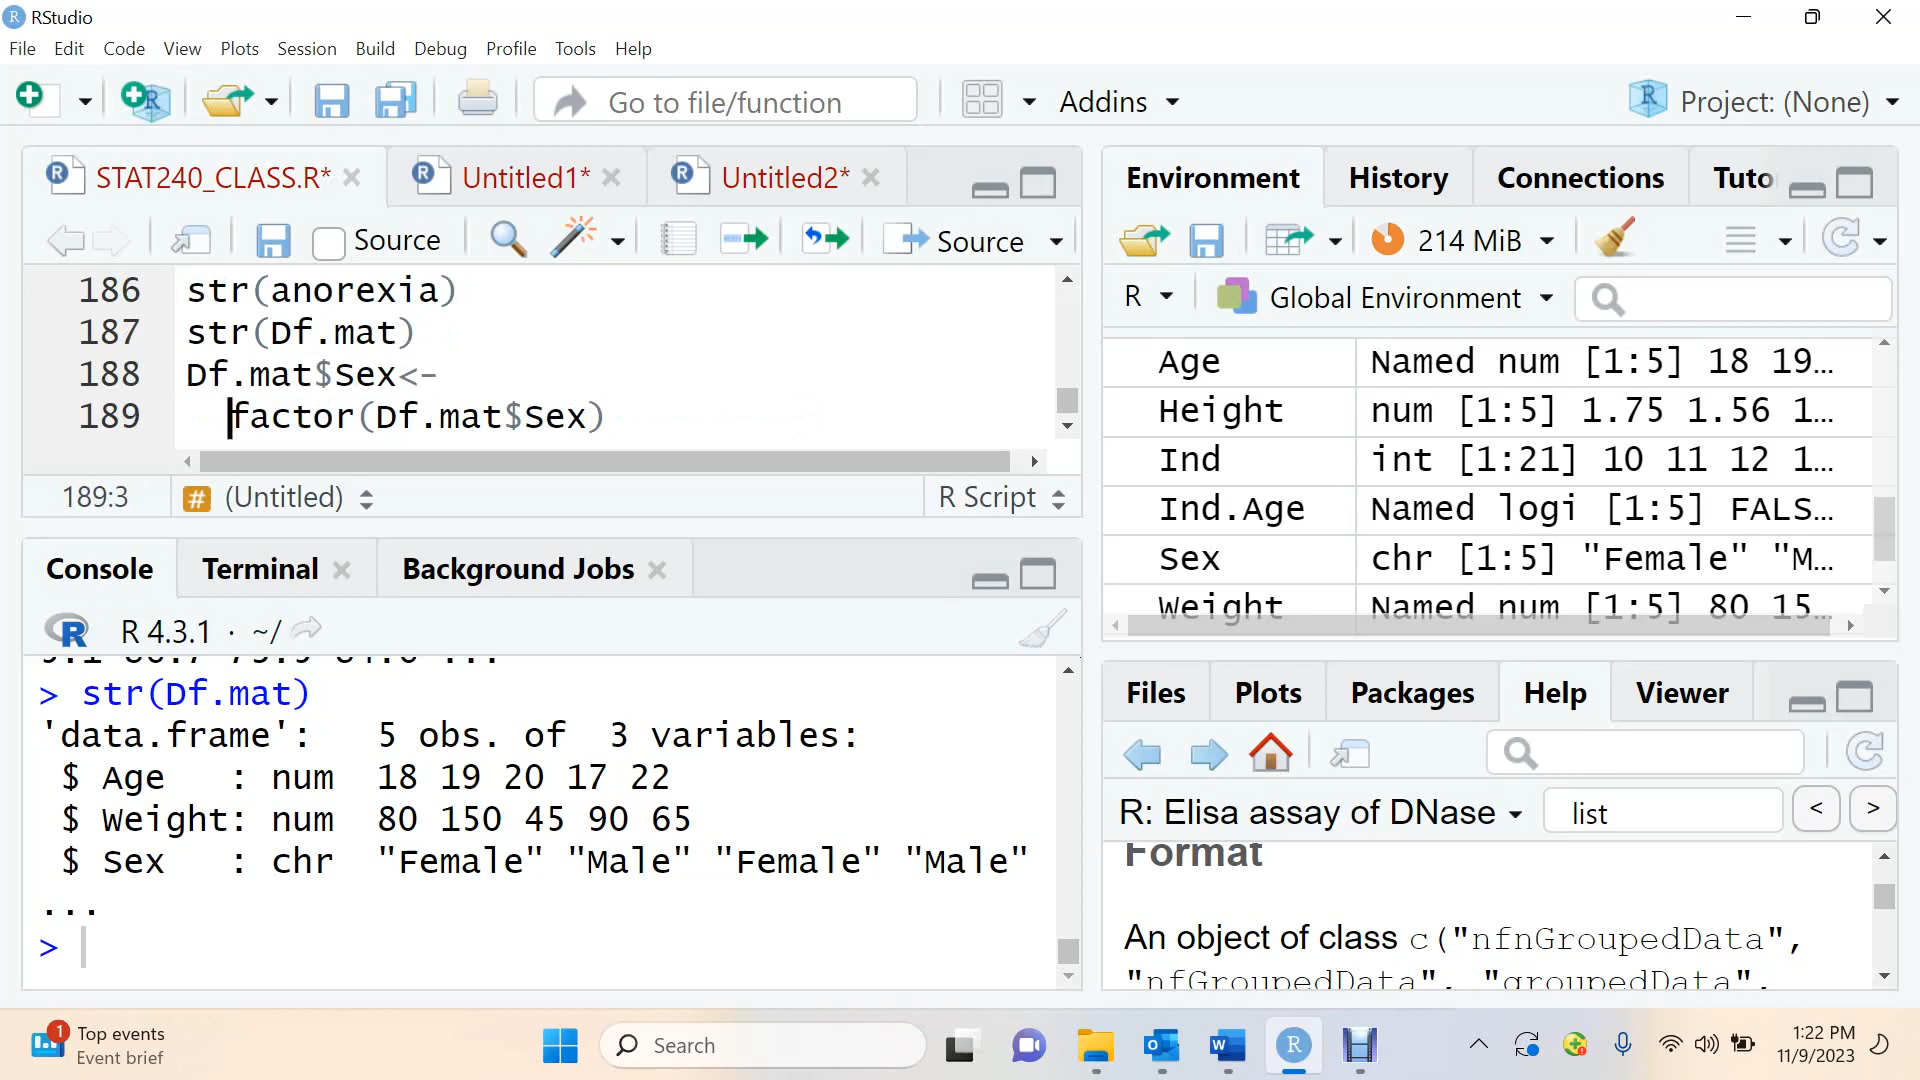 RStudio
File Edit Code View Plots Session Build Debug Profile Tools Help
Go to file/function
Addins
Project: (None)
STAT240_CLASS.R*
Untitled1*
Untitled2*
Source
Source
186 str(anorexia)
187 str(Df.mat)
188 Df.mat$Sex<-
189 factor(Df.mat$Sex)
189:3
# (Untitled)
R Script
Console
Terminal
Background Jobs
R 4.3.1 · ~/
> str(Df.mat)
'data.frame': 5 obs. of 3 variables:
$ Age : num 18 19 20 17 22
$ Weight: num 80 150 45 90 65
$ Sex : chr "Female" "Male" "Female" "Male"
...
>
Environment History Connections Tuto
214 MiB
R
Global Environment
Age Named num [1:5] 18 19...
Height num [1:5] 1.75 1.56 1...
Ind int [1:21] 10 11 12 1...
Ind.Age Named logi [1:5] FALS...
Sex chr [1:5] "Female" "M...
Weight Named num [1:5] 80 15...
Files Plots Packages Help Viewer
R: Elisa assay of DNase
list
< >
Format
An object of class c("nfnGroupedData",
"nfGroupedData", "groupedData",
1
Top events
Event brief
Search
1:22 PM
11/9/2023